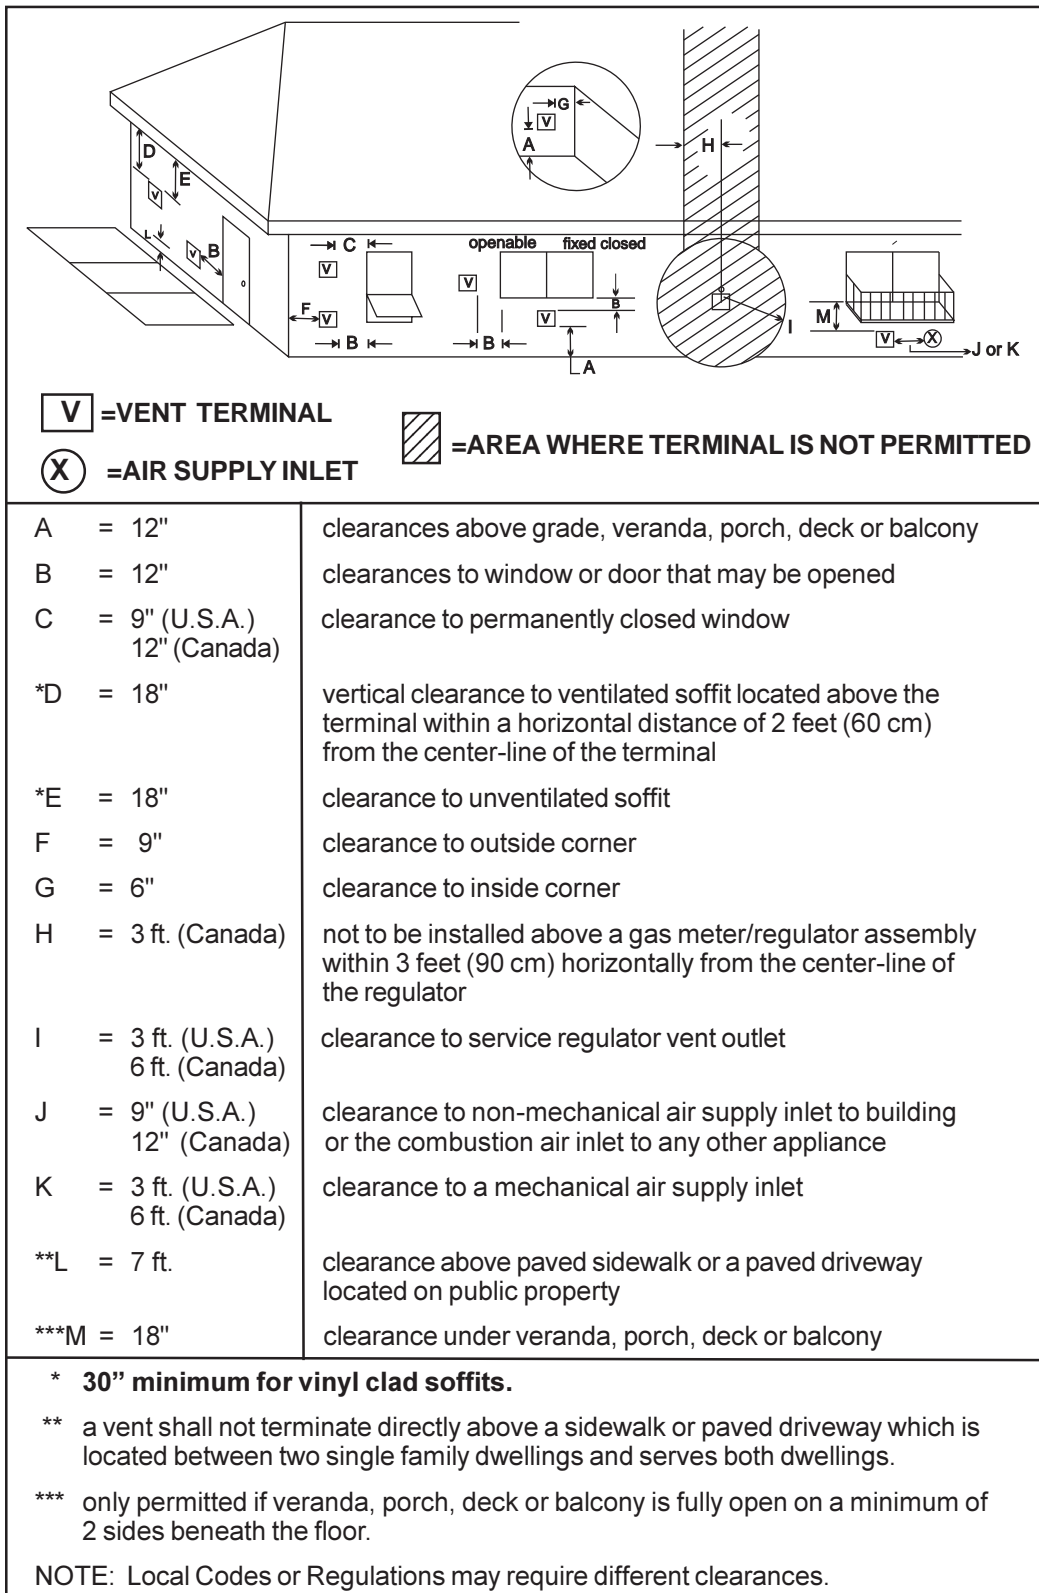 G
V
A
H
D
E
V
L
V
B
C
openable
fixed closed
V
V
B
F
V
V
M
I
B
B
A
V
X
J or K
V =VENT TERMINAL
=AREA WHERE TERMINAL IS NOT PERMITTED
X =AIR SUPPLY INLET
A = 12" clearances above grade, veranda, porch, deck or balcony
B = 12" clearances to window or door that may be opened
C = 9" (U.S.A.) clearance to permanently closed window
12" (Canada)
*D = 18" vertical clearance to ventilated soffit located above the
terminal within a horizontal distance of 2 feet (60 cm)
from the center-line of the terminal
*E = 18" clearance to unventilated soffit
F = 9" clearance to outside corner
G = 6" clearance to inside corner
H = 3 ft. (Canada) not to be installed above a gas meter/regulator assembly
within 3 feet (90 cm) horizontally from the center-line of
the regulator
I = 3 ft. (U.S.A.) clearance to service regulator vent outlet
6 ft. (Canada)
J = 9" (U.S.A.) clearance to non-mechanical air supply inlet to building
12" (Canada) or the combustion air inlet to any other appliance
K = 3 ft. (U.S.A.) clearance to a mechanical air supply inlet
6 ft. (Canada)
**L = 7 ft. clearance above paved sidewalk or a paved driveway
located on public property
***M = 18" clearance under veranda, porch, deck or balcony
* 30” minimum for vinyl clad soffits.
** a vent shall not terminate directly above a sidewalk or paved driveway which is
located between two single family dwellings and serves both dwellings.
*** only permitted if veranda, porch, deck or balcony is fully open on a minimum of
2 sides beneath the floor.
NOTE: Local Codes or Regulations may require different clearances.